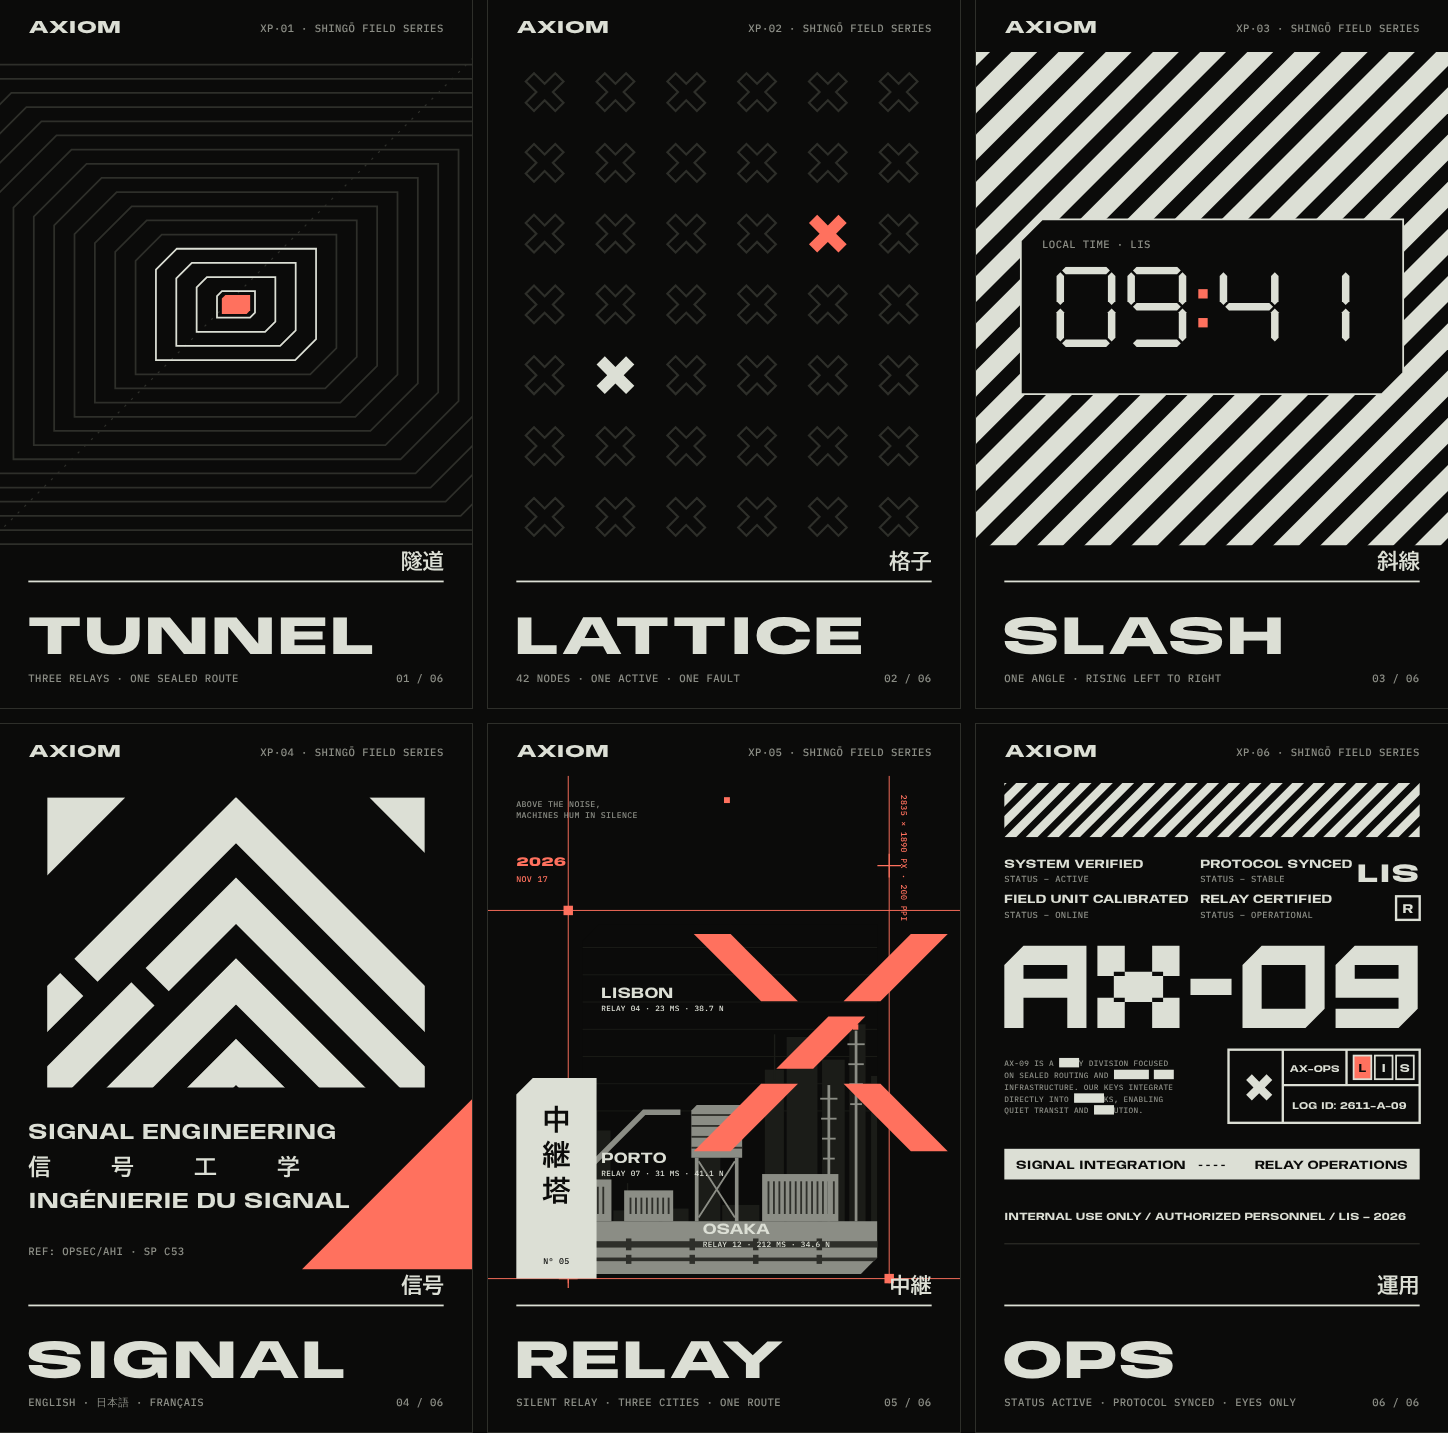 AXIOM
XP·01 · SHINGŌ FIELD SERIES
隧道
TUNNEL
THREE RELAYS · ONE SEALED ROUTE
01 / 06
AXIOM
XP·02 · SHINGŌ FIELD SERIES
格子
LATTICE
42 NODES · ONE ACTIVE · ONE FAULT
02 / 06
AXIOM
XP·03 · SHINGŌ FIELD SERIES
LOCAL TIME · LIS
09:41
斜線
SLASH
ONE ANGLE · RISING LEFT TO RIGHT
03 / 06
AXIOM
XP·04 · SHINGŌ FIELD SERIES
SIGNAL ENGINEERING
信号工学
INGÉNIERIE DU SIGNAL
REF: OPSEC/AHI · SP C53
信号
SIGNAL
ENGLISH · 日本語 · FRANÇAIS
04 / 06
AXIOM
XP·05 · SHINGŌ FIELD SERIES
ABOVE THE NOISE,
MACHINES HUM IN SILENCE
2026
NOV 17
2835 × 1890 PX · 200 PPI
LISBON
RELAY 04 · 23 MS · 38.7 N
PORTO
RELAY 07 · 31 MS · 41.1 N
OSAKA
RELAY 12 · 212 MS · 34.6 N
中継塔
Nº 05
中継
RELAY
SILENT RELAY · THREE CITIES · ONE ROUTE
05 / 06
AXIOM
XP·06 · SHINGŌ FIELD SERIES
SYSTEM VERIFIED
STATUS – ACTIVE
PROTOCOL SYNCED
STATUS – STABLE
LIS
FIELD UNIT CALIBRATED
STATUS – ONLINE
RELAY CERTIFIED
STATUS – OPERATIONAL
R
AX-09
AX-09 IS A Y DIVISION FOCUSED
ON SEALED ROUTING AND
INFRASTRUCTURE. OUR KEYS INTEGRATE
DIRECTLY INTO KS, ENABLING
QUIET TRANSIT AND UTION.
AX-OPS
L I S
LOG ID: 2611-A-09
SIGNAL INTEGRATION ---- RELAY OPERATIONS
INTERNAL USE ONLY / AUTHORIZED PERSONNEL / LIS – 2026
運用
OPS
STATUS ACTIVE · PROTOCOL SYNCED · EYES ONLY
06 / 06